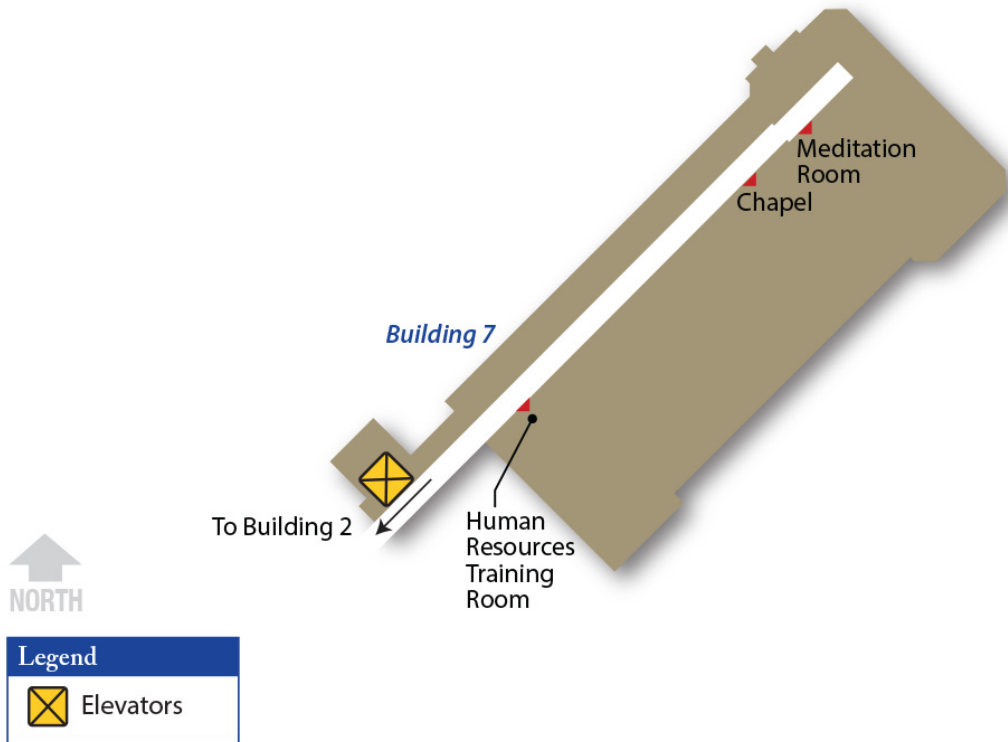 Meditation
Room
Chapel
Building 7
To Building 2
Human
Resources
Training
Room
NORTH
Legend
Elevators